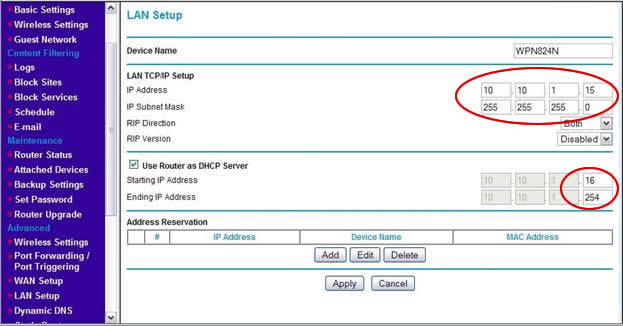 Basic Settings
Wireless Settings
Guest Network
Content Filtering
Logs
Block Sites
Block Services
Schedule
E-mail
Maintenance
Router Status
Attached Devices
Backup Settings
Set Password
Router Upgrade
Advanced
Wireless Settings
Port Forwarding /
Port Triggering
WAN Setup
LAN Setup
Dynamic DNS
LAN Setup
Device Name WPN824N
LAN TCP/IP Setup
IP Address 10 . 10 . 1 . 15
IP Subnet Mask 255 . 255 . 255 . 0
RIP Direction Both
RIP Version Disabled
Use Router as DHCP Server
Starting IP Address 10 . 10 . 1 . 16
Ending IP Address 10 . 10 . 1 . 254
Address Reservation
# IP Address Device Name MAC Address
Add Edit Delete
Apply Cancel